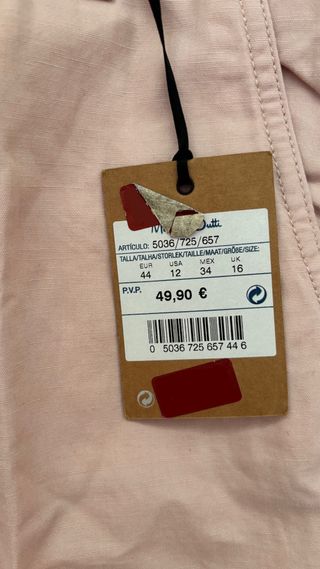 Dutti
ARTÍCULO: 5036/725/657
TALLA/TALHA/STORLEK/TAILLE/MAAT/GRÖßE/SIZE:
EUR USA MEX UK
44 12 34 16
P.V.P. 49,90 €
0 5036 725 657 44 6